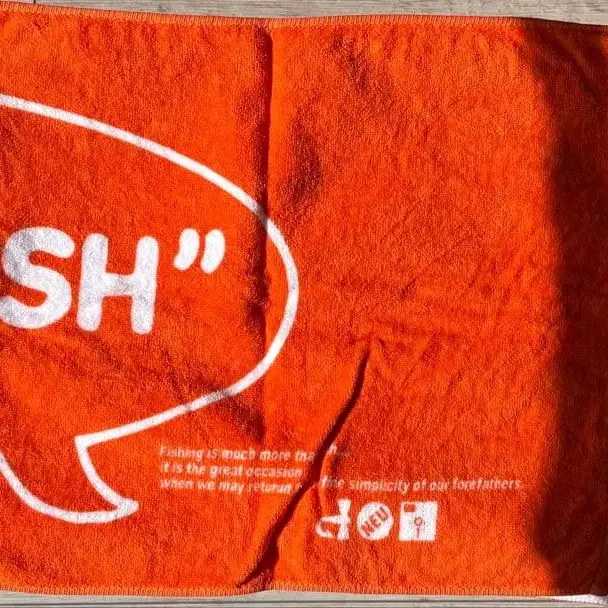 SH”
Fishing is much more than
it is the great occasion
when we may returun the simplicity of our forefathers.
NEU